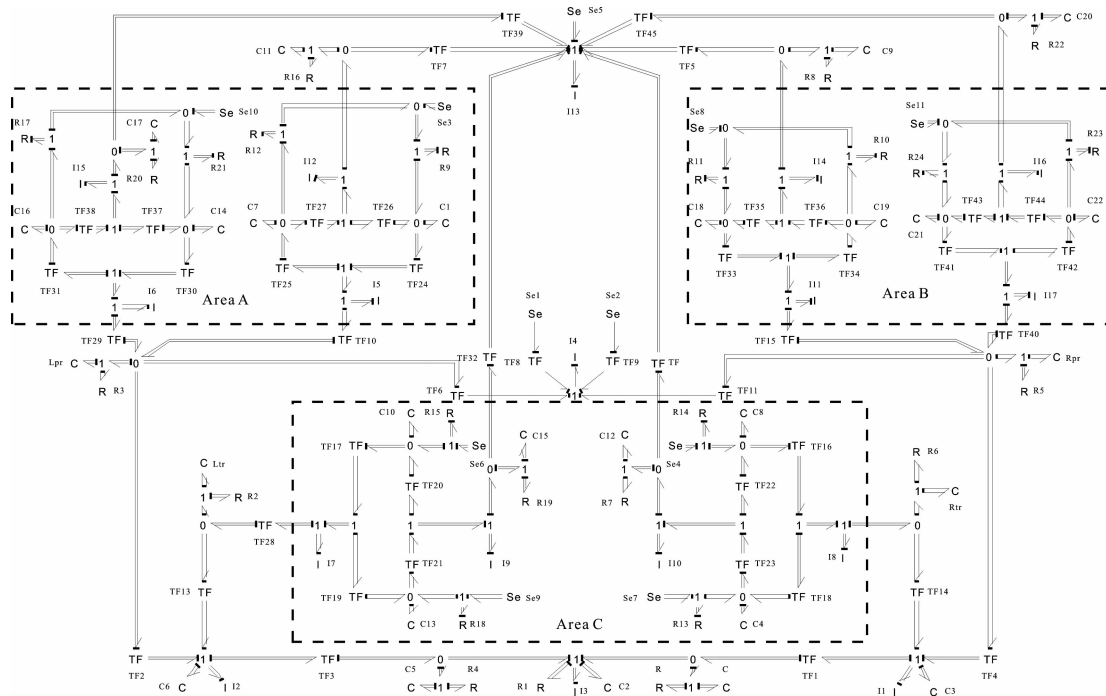 TF Se Se5 TF 0 1 C C20
TF39 TF45 R22 R
C11 C 1 0 TF 1 TF 0 1 C C9
R16 R TF7 I I13 TF5 R8 R
R17 C17 0 Se Se10 0 Se Se3 Se8 Se 0 Se11 Se 0 R23
R 1 C R12 R 1 1 R R9 R10 1 R
I15 0 1 R20 R 1 R R21 I12 I 1 R11 R 1 I14 1 I 1 R R24 R 1 I16 1 I
I 1
C16 TF38 TF37 C14 C7 TF27 TF26 C1 C18 TF35 TF36 C19 TF43 TF44 C22
C 0 TF 1 TF 0 C C 0 TF 1 TF 0 C C 0 TF 1 TF 0 C C 0 TF 1 TF 0 C
C21
TF 1 TF TF 1 TF TF 1 TF TF 1 TF
TF31 TF30 TF25 TF24 TF33 TF34 TF41 TF42
I6 Area A I5 I11 Area B I17
1 I 1 I 1 I 1 I
Se1 Se2
Se Se
TF TF29 TF TF10 TF15 TF TF TF40
Lpr C 1 0 TF32 TF TF8 TF I4 I TF9 TF TF TF 0 1 C Rpr
R R3 TF6 TF 1 TF11 TF R R5
C10 R15 R14 C8
C R C15 C12 R C
TF17 TF 0 1 Se C C Se 1 0 TF TF16
Se6 0 1 1 0 Se4
C Ltr TF20 TF R R19 R7 R TF TF22 R R6
1 R R2 1 C Rtr
0 TF TF28 1 1 1 1 1 1 1 1 0
I I7 TF21 TF I I9 I I10 TF TF23 I8 I
TF13 TF TF19 TF 0 1 Se Se9 Se7 Se 1 0 TF TF18 TF TF14
C C13 R18 R Area C R13 R C C4
TF 1 TF 0 C5 R4 1 R C 0 TF 1 TF
TF2 C6 C I I2 TF3 C 1 R R1 R I I3 C C2 R 1 C TF1 I1 I C C3 TF4